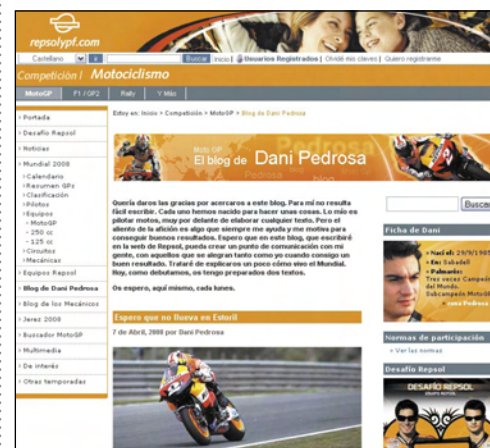 repsolypf.com
Castellano
Buscar Inicio | Usuarios Registrados | Olvidé mis claves | Quiero registrarme
Competición / Motociclismo
MotoGP F1 / GP2 Rally Y Más
Estoy en: Inicio > Competición > MotoGP > Blog de Dani Pedrosa
> Portada
> Desafío Repsol
> Noticias
> Mundial 2008
> Calendario
> Resumen GPs
> Clasificación
> Pilotos
> Equipos
- MotoGP
- 250 cc
- 125 cc
> Circuitos
> Mecánicas
> Equipos Repsol
> Blog de Dani Pedrosa
> Blog de los Mecánicos
> Jerez 2008
> Buscador MotoGP
> Multimedia
> De interés
> Otras temporadas
Moto GP
El blog de Dani Pedrosa
Quería daros las gracias por acercaros a este blog. Para mí no resulta
fácil escribir. Cada uno hemos nacido para hacer unas cosas. Lo mío es
pilotar motos, muy por delante de elaborar cualquier texto. Pero el
aliento de la afición es algo que siempre me ayuda y me motiva para
conseguir buenos resultados. Espero que en este blog, que escribiré
en la web de Repsol, pueda crear un punto de comunicación con mi
gente, con aquellos que se alegran tanto como yo cuando consigo un
buen resultado. Trataré de explicaros un poco cómo vivo el Mundial.
Hoy, como debutamos, os tengo preparados dos textos.
Os espero, aquí mismo, cada lunes.
Espero que no llueva en Estoril
7 de Abril, 2008 por Dani Pedrosa
Buscar
Ficha de Dani
> Nació el: 29/9/1985
> En: Sabadell
> Palmarés:
Tres veces Campeón
del Mundo.
Subcampeón MotoGP
Normas de participación
> Ver las normas
Desafío Repsol
DESAFÍO REPSOL